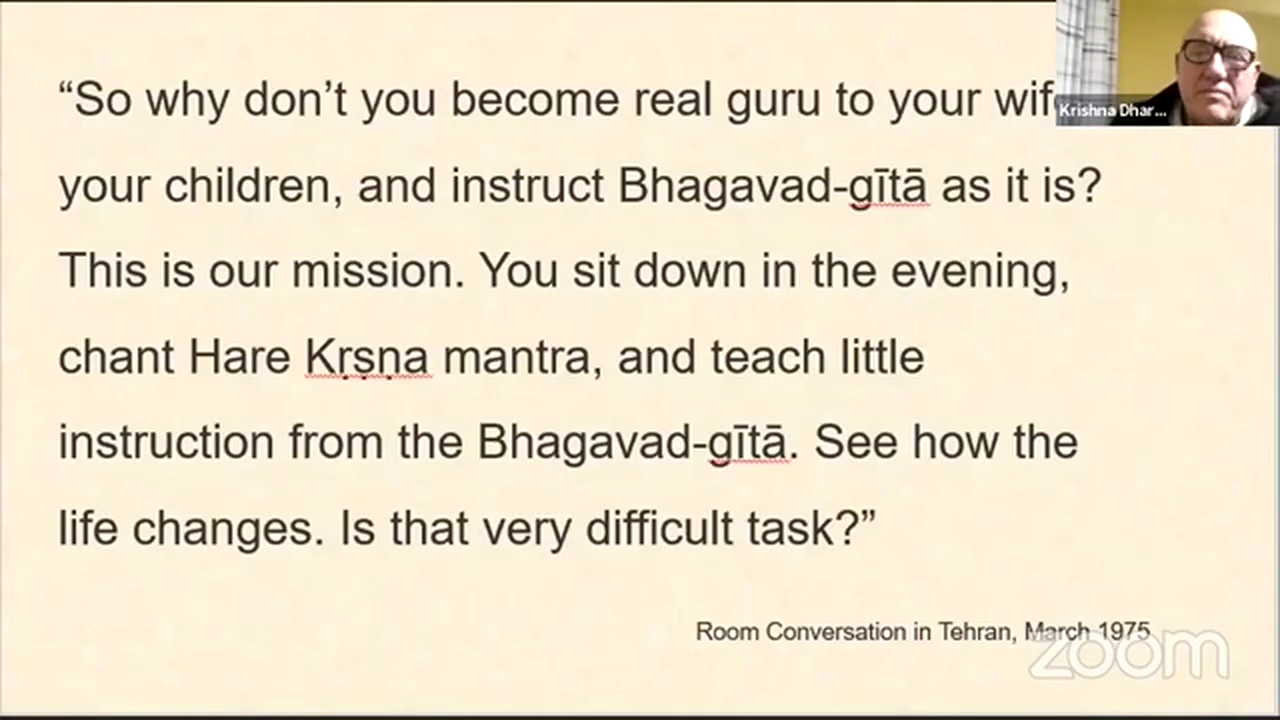 “So why don’t you become real guru to your wif
your children, and instruct Bhagavad-gītā as it is?
This is our mission. You sit down in the evening,
chant Hare Kṛṣṇa mantra, and teach little
instruction from the Bhagavad-gītā. See how the
life changes. Is that very difficult task?”
Room Conversation in Tehran, March 1975
Krishna Dhar...
zoom